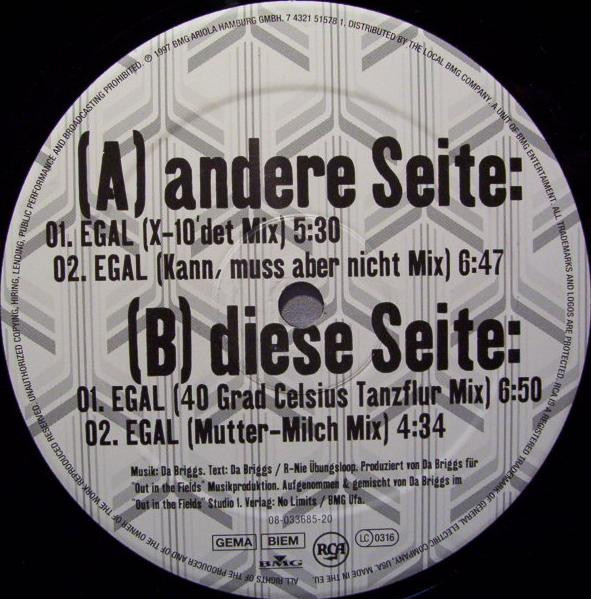 (A) andere Seite:
01. EGAL (X-10'det Mix) 5:30
02. EGAL (Kann, muss aber nicht Mix) 6:47
(B) diese Seite:
01. EGAL (40 Grad Celsius Tanzflur Mix) 6:50
02. EGAL (Mutter-Milch Mix) 4:34
Musik: Da Briggs. Text: Da Briggs / R-Nie Übungsloop. Produziert von Da Briggs für
"Out in the Fields" Musikproduktion. Aufgenommen & gemischt von Da Briggs im
"Out in the Fields" Studio 1. Verlag: No Limits / BMG Ufa.
08-033685-20
GEMA BIEM BMG RCA LC 0316
ALL RIGHTS OF THE PRODUCER AND OF THE OWNER OF THE WORK REPRODUCED RESERVED. UNAUTHORIZED COPYING, HIRING, LENDING, PUBLIC PERFORMANCE AND BROADCASTING PROHIBITED. ℗ 1997 BMG ARIOLA HAMBURG GMBH. 7 4321 51578 1. DISTRIBUTED BY THE LOCAL BMG COMPANY. A UNIT OF BMG ENTERTAINMENT. ALL TRADEMARKS AND LOGOS ARE PROTECTED. RCA IS A REGISTERED TRADEMARK OF GENERAL ELECTRIC COMPANY, USA. MADE IN THE EU.